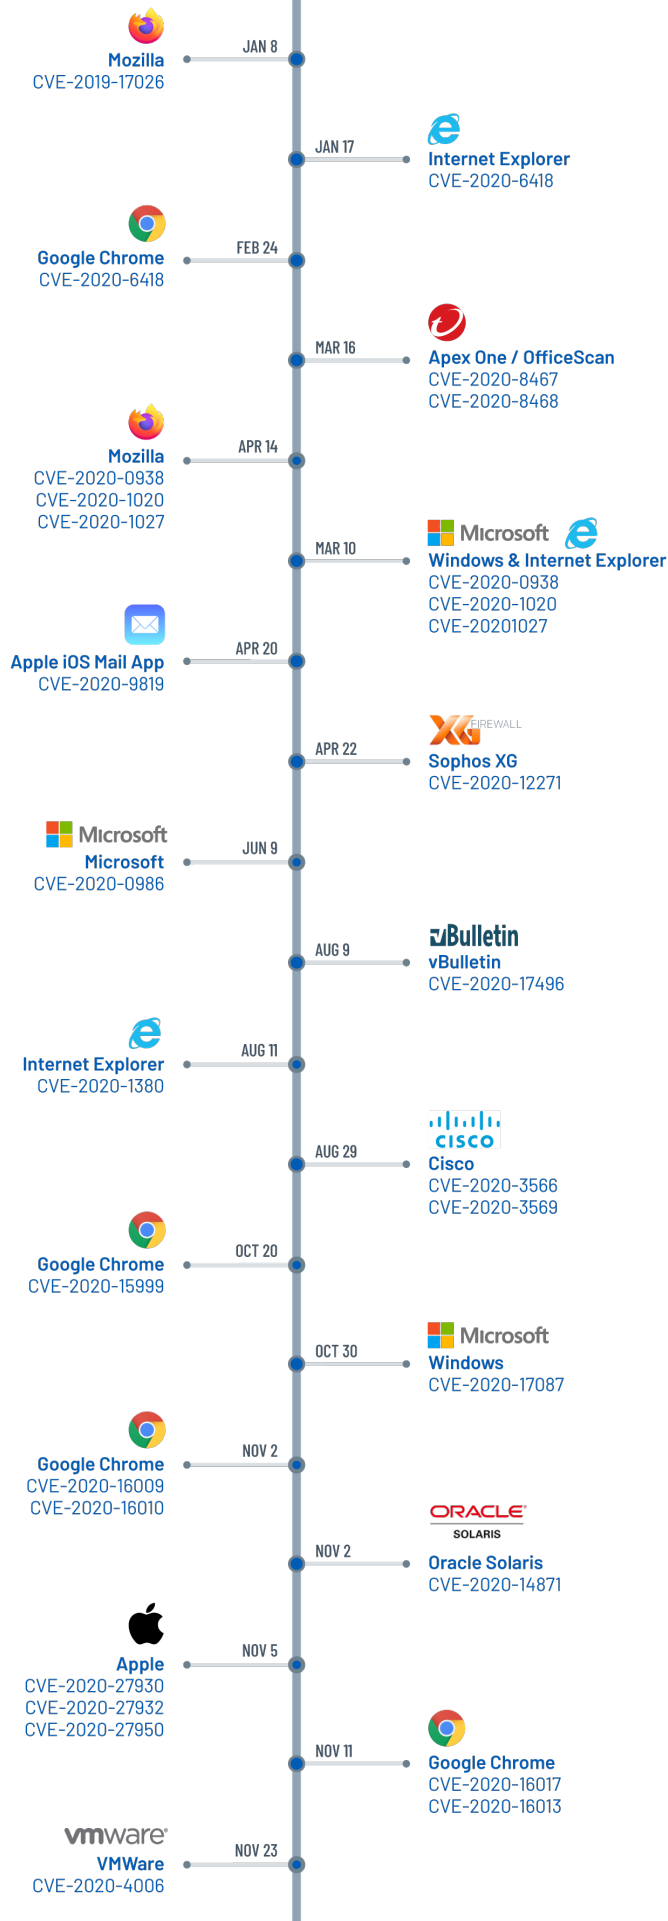 JAN 8
Mozilla
CVE-2019-17026
JAN 17
Internet Explorer
CVE-2020-6418
FEB 24
Google Chrome
CVE-2020-6418
MAR 16
Apex One / OfficeScan
CVE-2020-8467
CVE-2020-8468
APR 14
Mozilla
CVE-2020-0938
CVE-2020-1020
CVE-2020-1027
MAR 10
Microsoft
Windows & Internet Explorer
CVE-2020-0938
CVE-2020-1020
CVE-20201027
APR 20
Apple iOS Mail App
CVE-2020-9819
APR 22
XG FIREWALL
Sophos XG
CVE-2020-12271
JUN 9
Microsoft
Microsoft
CVE-2020-0986
AUG 9
vBulletin
vBulletin
CVE-2020-17496
AUG 11
Internet Explorer
CVE-2020-1380
AUG 29
CISCO
Cisco
CVE-2020-3566
CVE-2020-3569
OCT 20
Google Chrome
CVE-2020-15999
OCT 30
Microsoft
Windows
CVE-2020-17087
NOV 2
Google Chrome
CVE-2020-16009
CVE-2020-16010
NOV 2
ORACLE®
SOLARIS
Oracle Solaris
CVE-2020-14871
NOV 5
Apple
CVE-2020-27930
CVE-2020-27932
CVE-2020-27950
NOV 11
Google Chrome
CVE-2020-16017
CVE-2020-16013
NOV 23
vmware®
VMWare
CVE-2020-4006